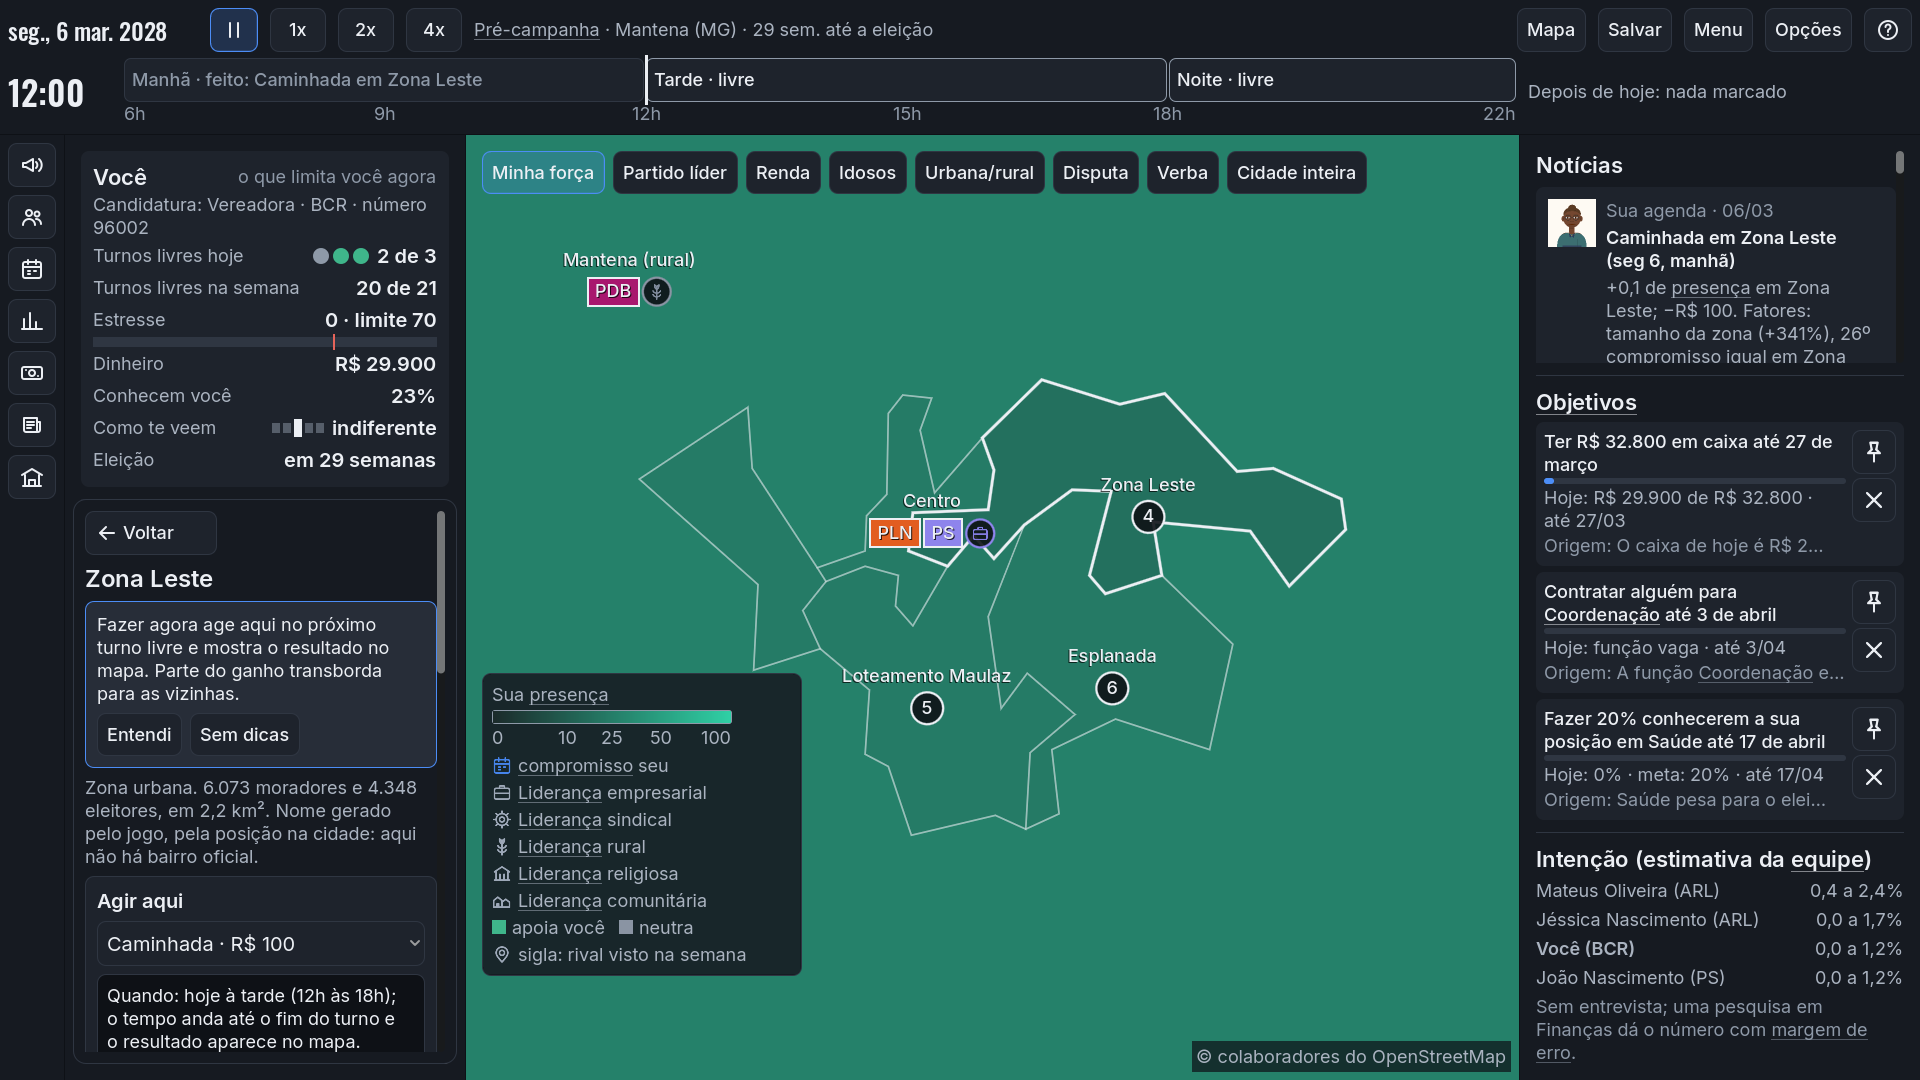 seg., 6 mar. 2028
1x
2x
4x
Pré-campanha · Mantena (MG) · 29 sem. até a eleição
Mapa
Salvar
Menu
Opções
12:00
Manhã · feito: Caminhada em Zona Leste
Tarde · livre
Noite · livre
6h
9h
12h
15h
18h
22h
Depois de hoje: nada marcado
Você
o que limita você agora
Candidatura: Vereadora · BCR · número
96002
Turnos livres hoje
2 de 3
Turnos livres na semana
20 de 21
Estresse
0 · limite 70
Dinheiro
R$ 29.900
Conhecem você
23%
Como te veem
indiferente
Eleição
em 29 semanas
Voltar
Zona Leste
Fazer agora age aqui no próximo
turno livre e mostra o resultado no
mapa. Parte do ganho transborda
para as vizinhas.
Entendi
Sem dicas
Zona urbana. 6.073 moradores e 4.348
eleitores, em 2,2 km². Nome gerado
pelo jogo, pela posição na cidade: aqui
não há bairro oficial.
Agir aqui
Caminhada · R$ 100
Quando: hoje à tarde (12h às 18h);
o tempo anda até o fim do turno e
o resultado aparece no mapa.
Minha força
Partido líder
Renda
Idosos
Urbana/rural
Disputa
Verba
Cidade inteira
Mantena (rural)
PDB
Centro
PLN
PS
Zona Leste
4
Esplanada
6
Loteamento Maulaz
5
Sua presença
0
10
25
50
100
compromisso seu
Liderança empresarial
Liderança sindical
Liderança rural
Liderança religiosa
Liderança comunitária
apoia você
neutra
sigla: rival visto na semana
© colaboradores do OpenStreetMap
Notícias
Sua agenda · 06/03
Caminhada em Zona Leste
(seg 6, manhã)
+0,1 de presença em Zona
Leste; −R$ 100. Fatores:
tamanho da zona (+341%), 26º
compromisso igual em Zona
Objetivos
Ter R$ 32.800 em caixa até 27 de
março
Hoje: R$ 29.900 de R$ 32.800 ·
até 27/03
Origem: O caixa de hoje é R$ 2...
Contratar alguém para
Coordenação até 3 de abril
Hoje: função vaga · até 3/04
Origem: A função Coordenação e...
Fazer 20% conhecerem a sua
posição em Saúde até 17 de abril
Hoje: 0% · meta: 20% · até 17/04
Origem: Saúde pesa para o elei...
Intenção (estimativa da equipe)
Mateus Oliveira (ARL)
0,4 a 2,4%
Jéssica Nascimento (ARL)
0,0 a 1,7%
Você (BCR)
0,0 a 1,2%
João Nascimento (PS)
0,0 a 1,2%
Sem entrevista; uma pesquisa em
Finanças dá o número com margem de
erro.